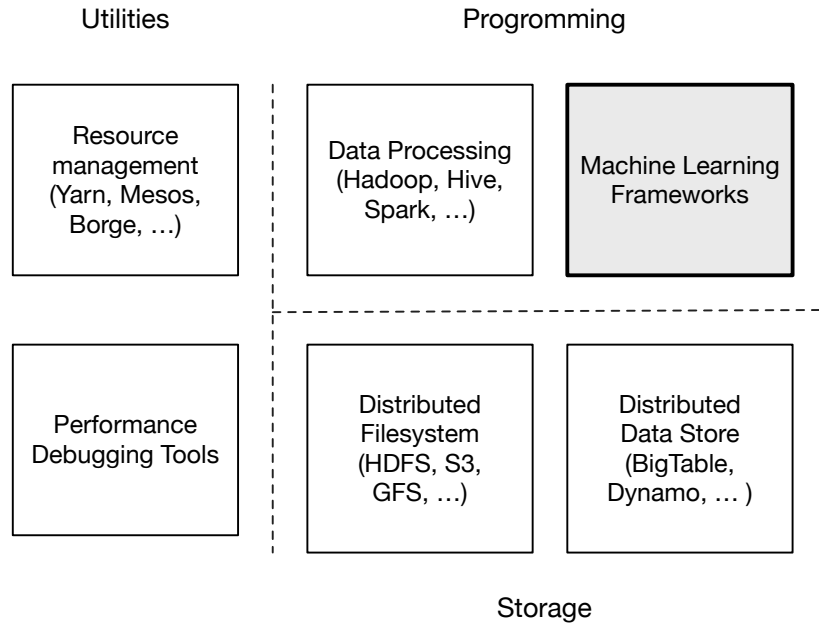 Utilities
Progromming
Resource
management
(Yarn, Mesos,
Borge, …)
Data Processing
(Hadoop, Hive,
Spark, …)
Machine Learning
Frameworks
Performance
Debugging Tools
Distributed
Filesystem
(HDFS, S3,
GFS, …)
Distributed
Data Store
(BigTable,
Dynamo, … )
Storage